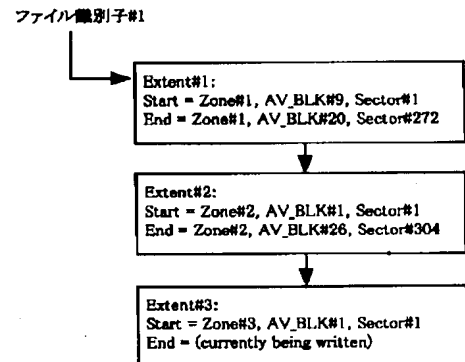 ファイル識別子#1
Extent#1:
Start = Zone#1, AV_BLK#9, Sector#1
End = Zone#1, AV_BLK#20, Sector#272
Extent#2:
Start = Zone#2, AV_BLK#1, Sector#1
End = Zone#2, AV_BLK#26, Sector#304
Extent#3:
Start = Zone#3, AV_BLK#1, Sector#1
End = (currently being written)